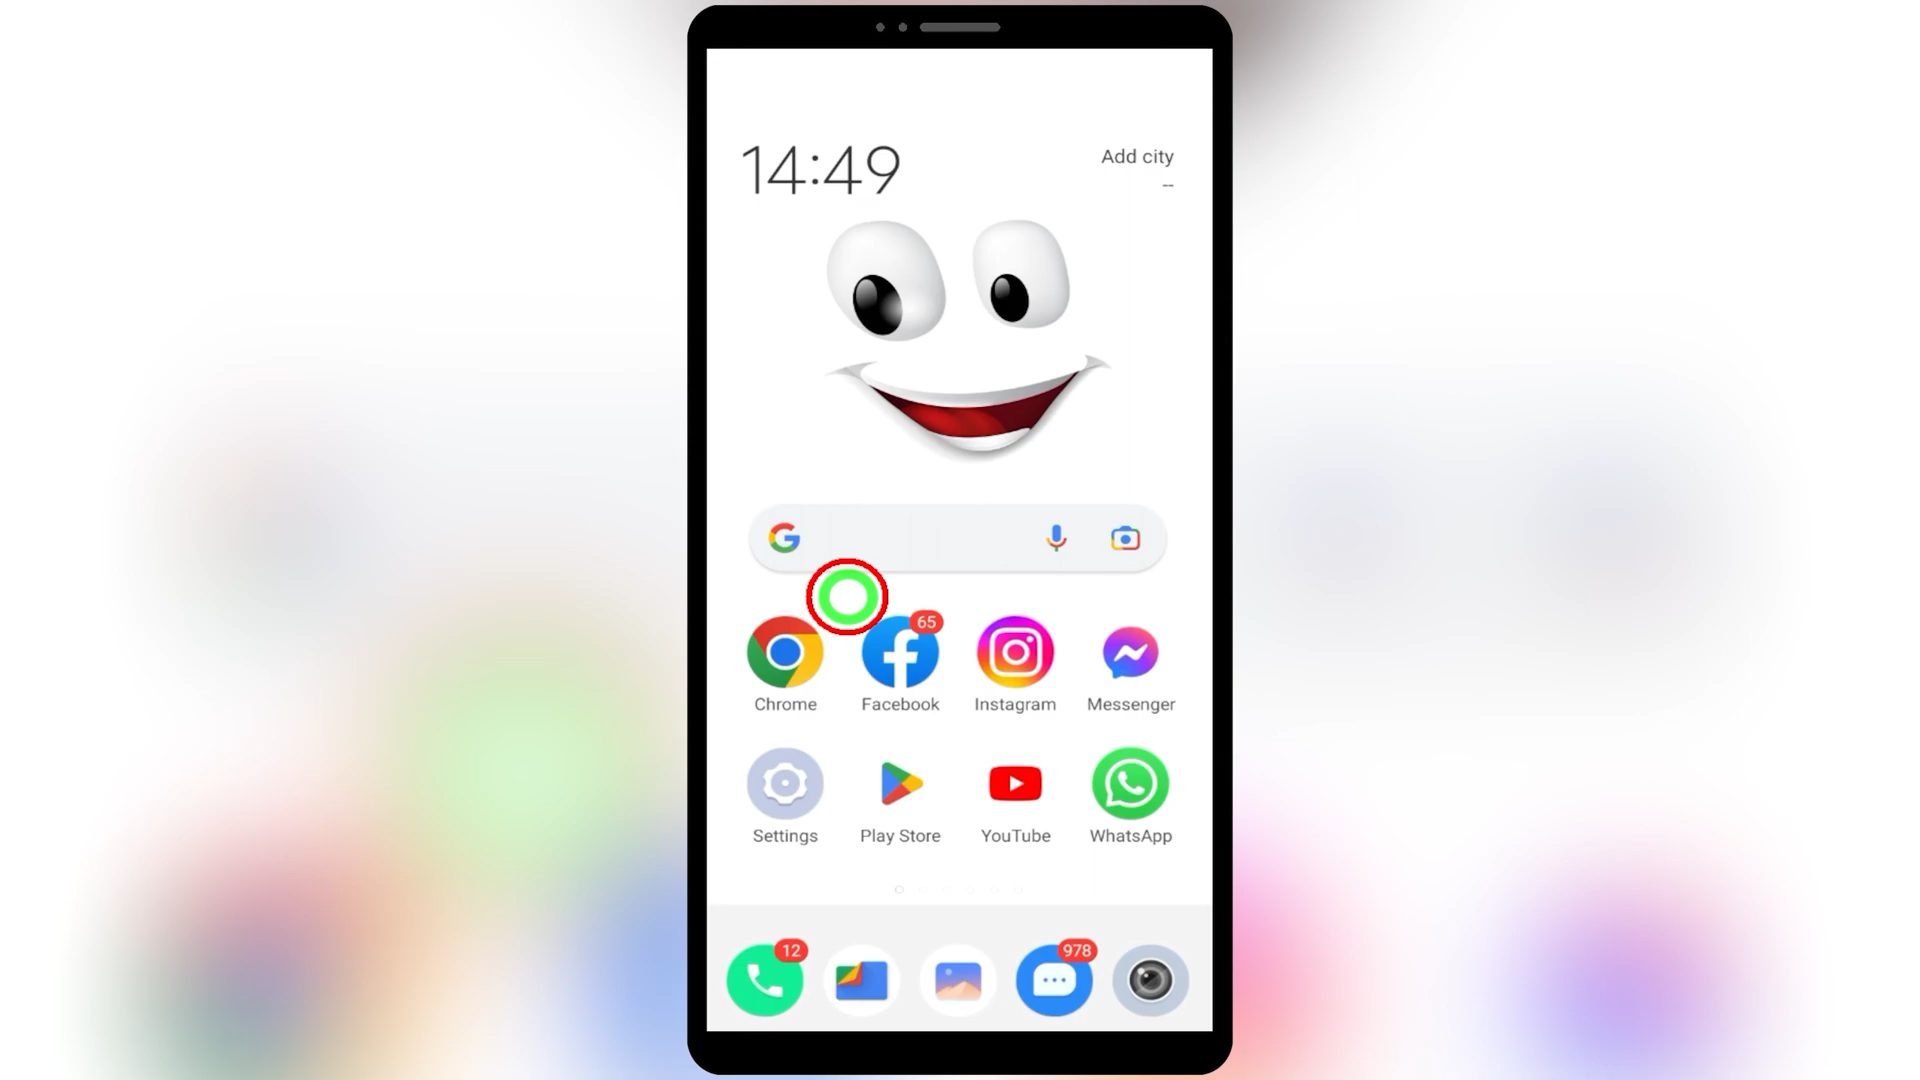 14:49
Add city
--
65
Chrome
Facebook
Instagram
Messenger
Settings
Play Store
YouTube
WhatsApp
12
978